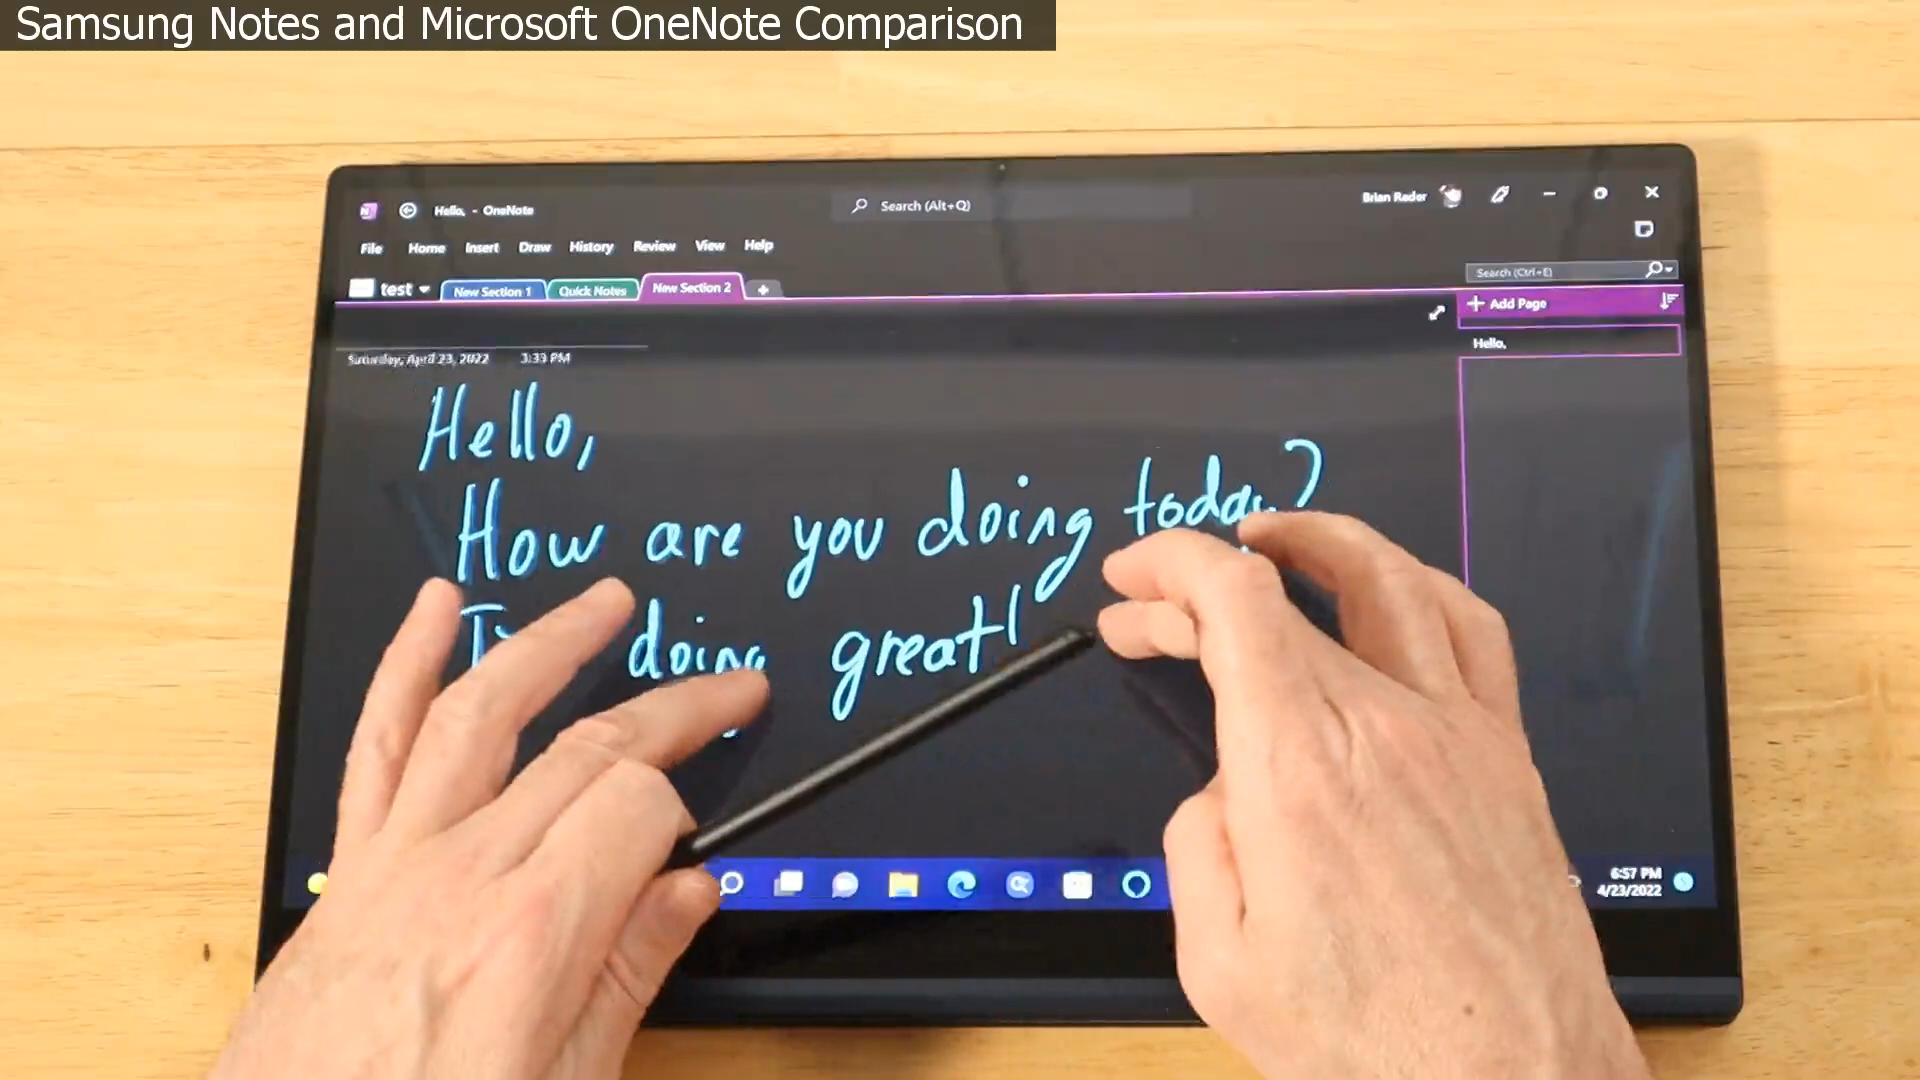 Samsung Notes and Microsoft OneNote Comparison
Hello, - OneNote
Search (Alt+Q)
Brian Rader
File Home Insert Draw History Review View Help
Search (Ctrl+E)
test New Section 1 Quick Notes New Section 2
Add Page
Hello,
Saturday, April 23, 2022 3:33 PM
Hello,
How are you doing today?
doing great!
6:57 PM
4/23/2022